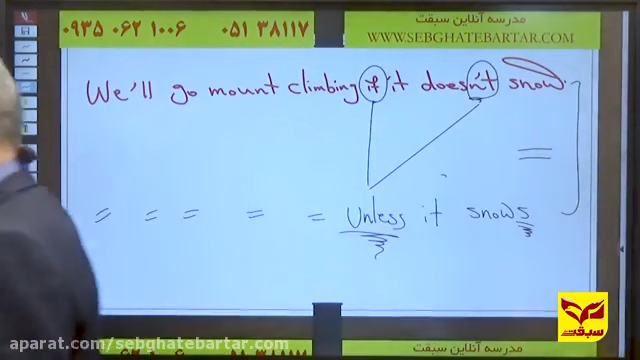 مدرسه آنلاین سبقت
۰۹۳۵ ۰۶۲ ۱۰۰۶ ۰۵۱ ۳۸۱۱۷
WWW.SEBGHATEBARTAR.COM
We'll go mount climbing if it doesn't snow.
=
= = = = = Unless it snows
سبقت
aparat.com/sebghatebartar.com
مدرسه آنلاین سبقت